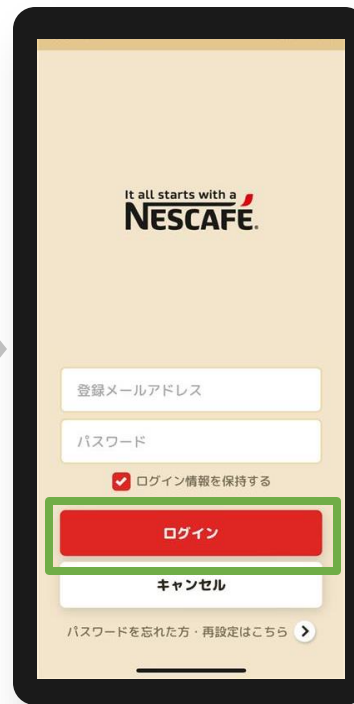 It all starts with a
NESCAFÉ.
登録メールアドレス
パスワード
ログイン情報を保持する
ログイン
キャンセル
パスワードを忘れた方・再設定はこちら